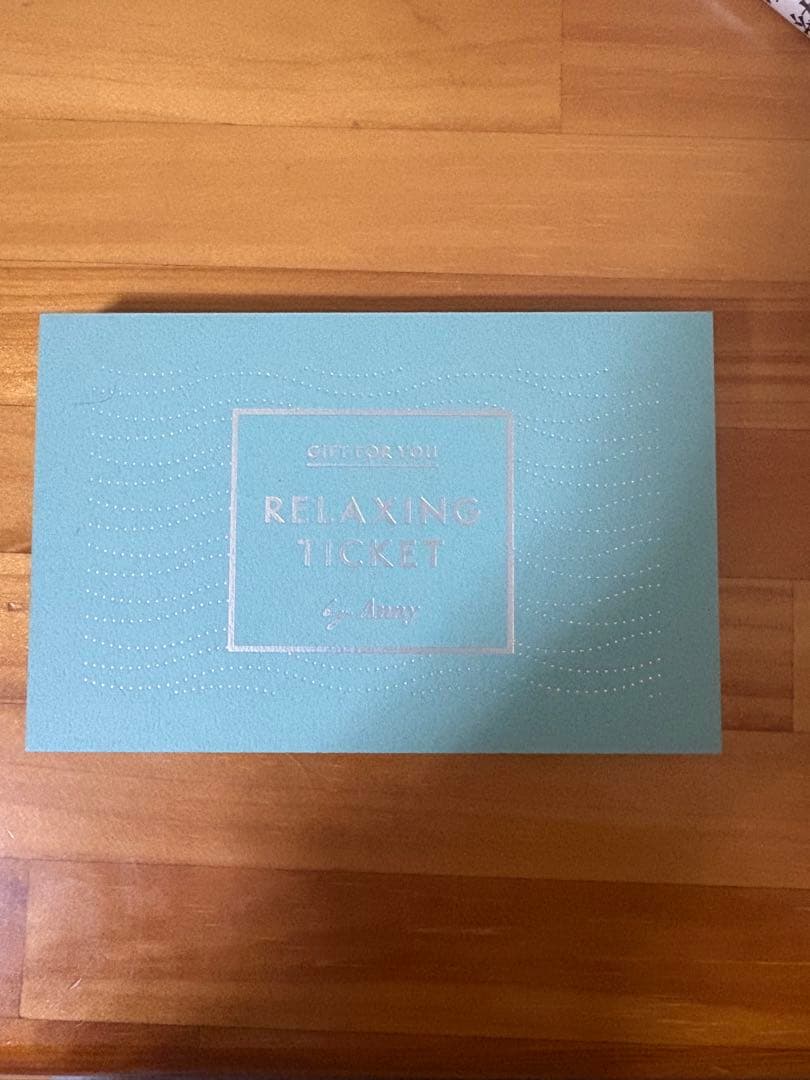 GIFT FOR YOU
RELAXING
TICKET
by Anny